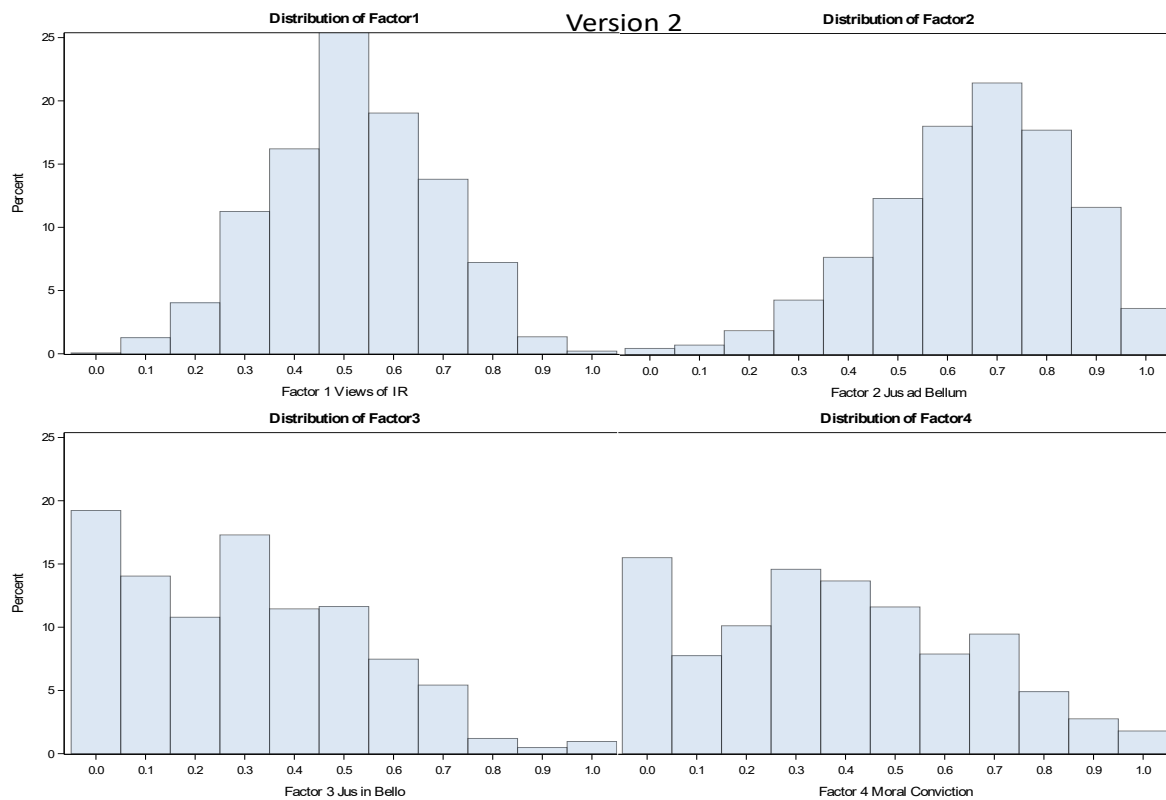 Version 2
Distribution of Factor1
25
20
15
10
5
0
Percent
0.0 0.1 0.2 0.3 0.4 0.5 0.6 0.7 0.8 0.9 1.0
Factor 1 Views of IR
Distribution of Factor2
0.0 0.1 0.2 0.3 0.4 0.5 0.6 0.7 0.8 0.9 1.0
Factor 2 Jus ad Bellum
Distribution of Factor3
25
20
15
10
5
0
Percent
0.0 0.1 0.2 0.3 0.4 0.5 0.6 0.7 0.8 0.9 1.0
Factor 3 Jus in Bello
Distribution of Factor4
0.0 0.1 0.2 0.3 0.4 0.5 0.6 0.7 0.8 0.9 1.0
Factor 4 Moral Conviction